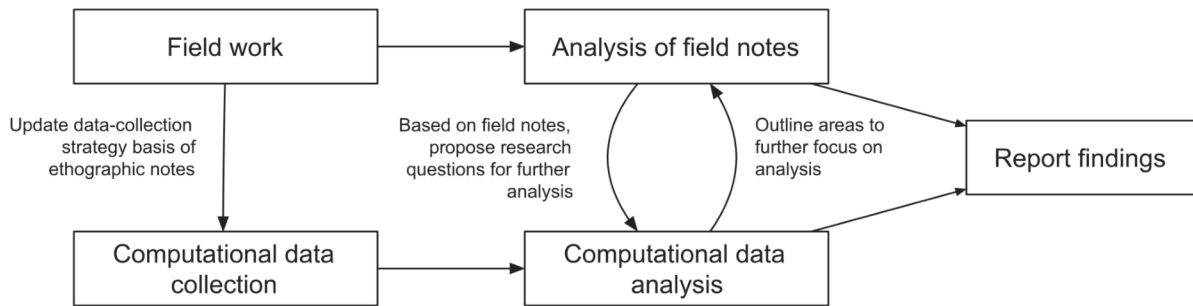 Field work
Analysis of field notes
Update data-collection
strategy basis of
ethographic notes
Based on field notes,
propose research
questions for further
analysis
Outline areas to
further focus on
analysis
Report findings
Computational data
collection
Computational data
analysis